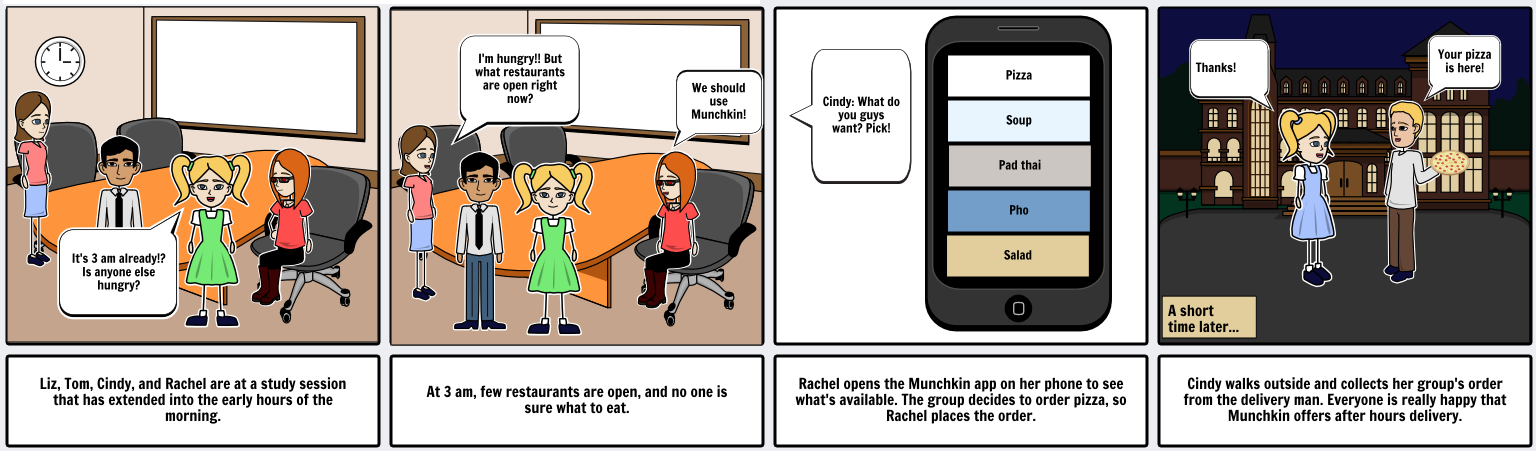 It's 3 am already!?
Is anyone else
hungry?
Liz, Tom, Cindy, and Rachel are at a study session
that has extended into the early hours of the
morning.
I'm hungry!! But
what restaurants
are open right
now?
We should
use
Munchkin!
At 3 am, few restaurants are open, and no one is
sure what to eat.
Cindy: What do
you guys
want? Pick!
Pizza
Soup
Pad thai
Pho
Salad
Rachel opens the Munchkin app on her phone to see
what's available. The group decides to order pizza, so
Rachel places the order.
Thanks!
Your pizza
is here!
A short
time later...
Cindy walks outside and collects her group's order
from the delivery man. Everyone is really happy that
Munchkin offers after hours delivery.